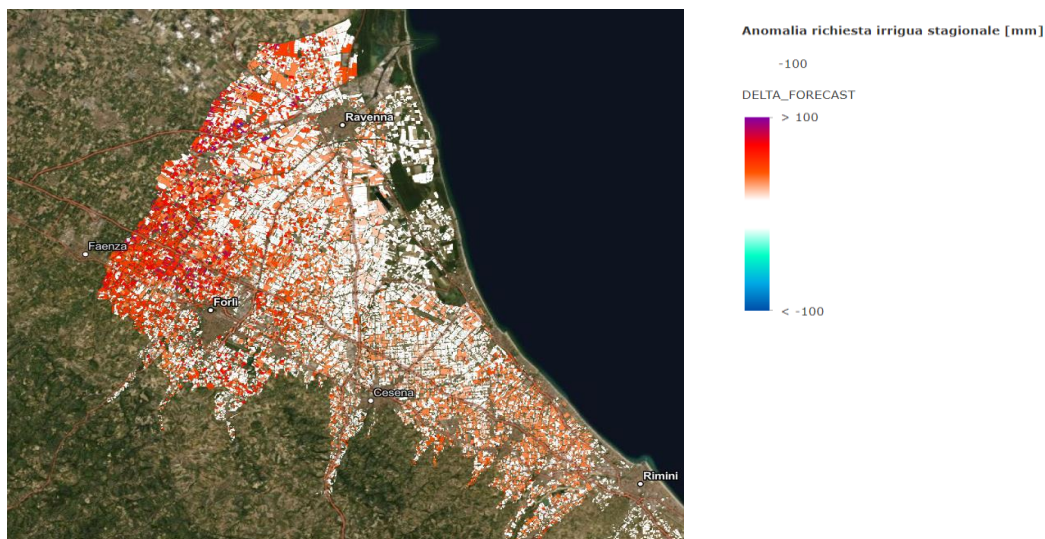 Anomalia richiesta irrigua stagionale [mm]
-100
DELTA_FORECAST
> 100
< -100
Ravenna
Faenza
Forlì
Cesena
Rimini